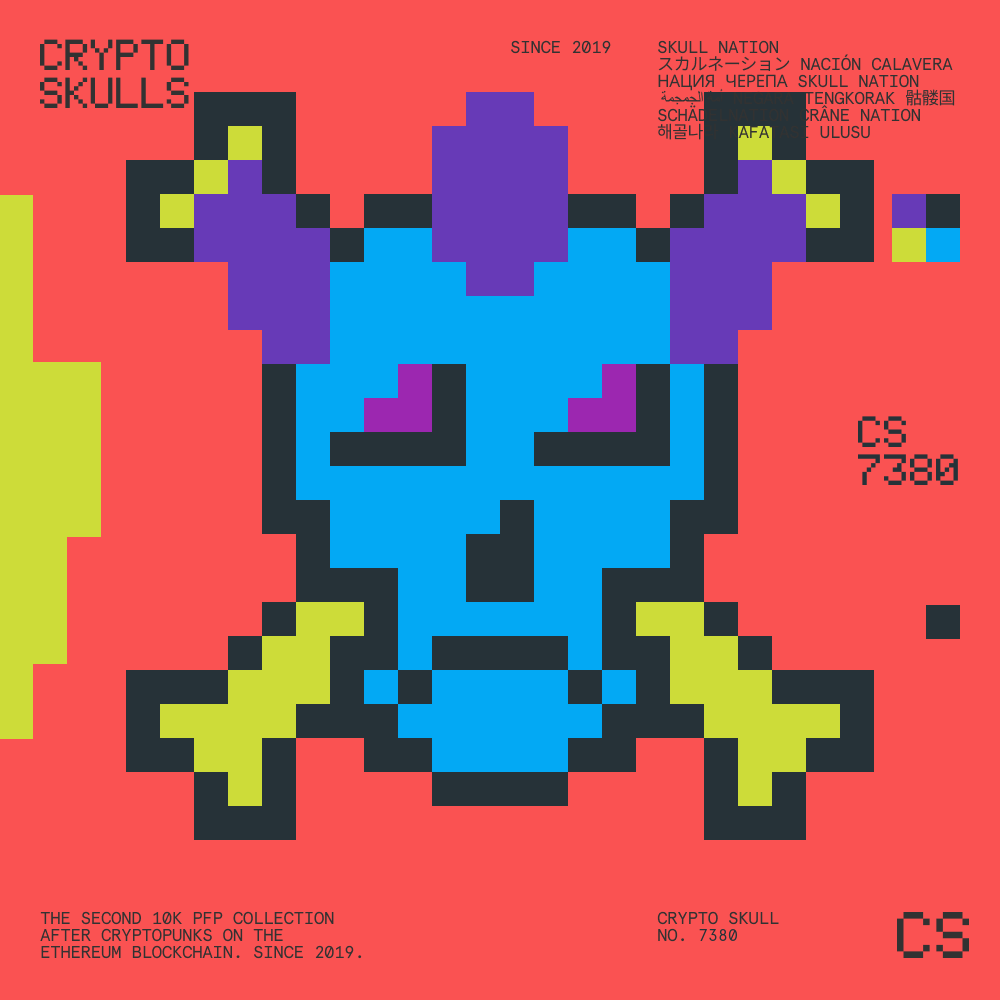 CRYPTO
SKULLS
SINCE 2019
SKULL NATION
スカルネーション NACIÓN CALAVERA
НАЦИЯ ЧЕРЕПА SKULL NATION
TENGKORAK 骷髅国
CRÂNE NATION
ULUSU
CS
7380
THE SECOND 10K PFP COLLECTION
AFTER CRYPTOPUNKS ON THE
ETHEREUM BLOCKCHAIN. SINCE 2019.
CRYPTO SKULL
NO. 7380
CS